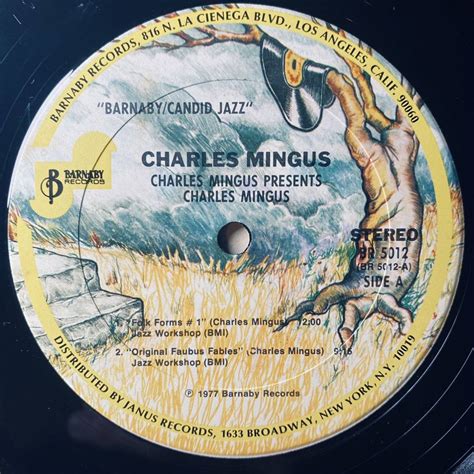 BARNABY RECORDS, 816 N. LA CIENEGA BLVD., LOS ANGELES, CALIF. 90060
"BARNABY/CANDID JAZZ"
BARNABY
RECORDS
CHARLES MINGUS
CHARLES MINGUS PRESENTS
CHARLES MINGUS
STEREO
BR 5012
(BR 5012-A)
SIDE A
1. "Folk Forms # 1" (Charles Mingus) 12:00
Jazz Workshop (BMI)
2. "Original Faubus Fables" (Charles Mingus) 9:15
Jazz Workshop (BMI)
℗ 1977 Barnaby Records
DISTRIBUTED BY JANUS RECORDS, 1633 BROADWAY, NEW YORK, N.Y. 10019